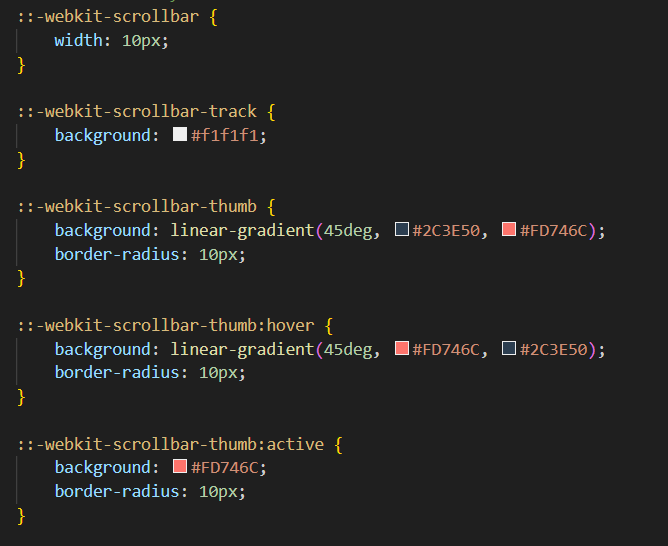 ::-webkit-scrollbar {
    width: 10px;
}

::-webkit-scrollbar-track {
    background: #f1f1f1;
}

::-webkit-scrollbar-thumb {
    background: linear-gradient(45deg, #2C3E50, #FD746C);
    border-radius: 10px;
}

::-webkit-scrollbar-thumb:hover {
    background: linear-gradient(45deg, #FD746C, #2C3E50);
    border-radius: 10px;
}

::-webkit-scrollbar-thumb:active {
    background: #FD746C;
    border-radius: 10px;
}